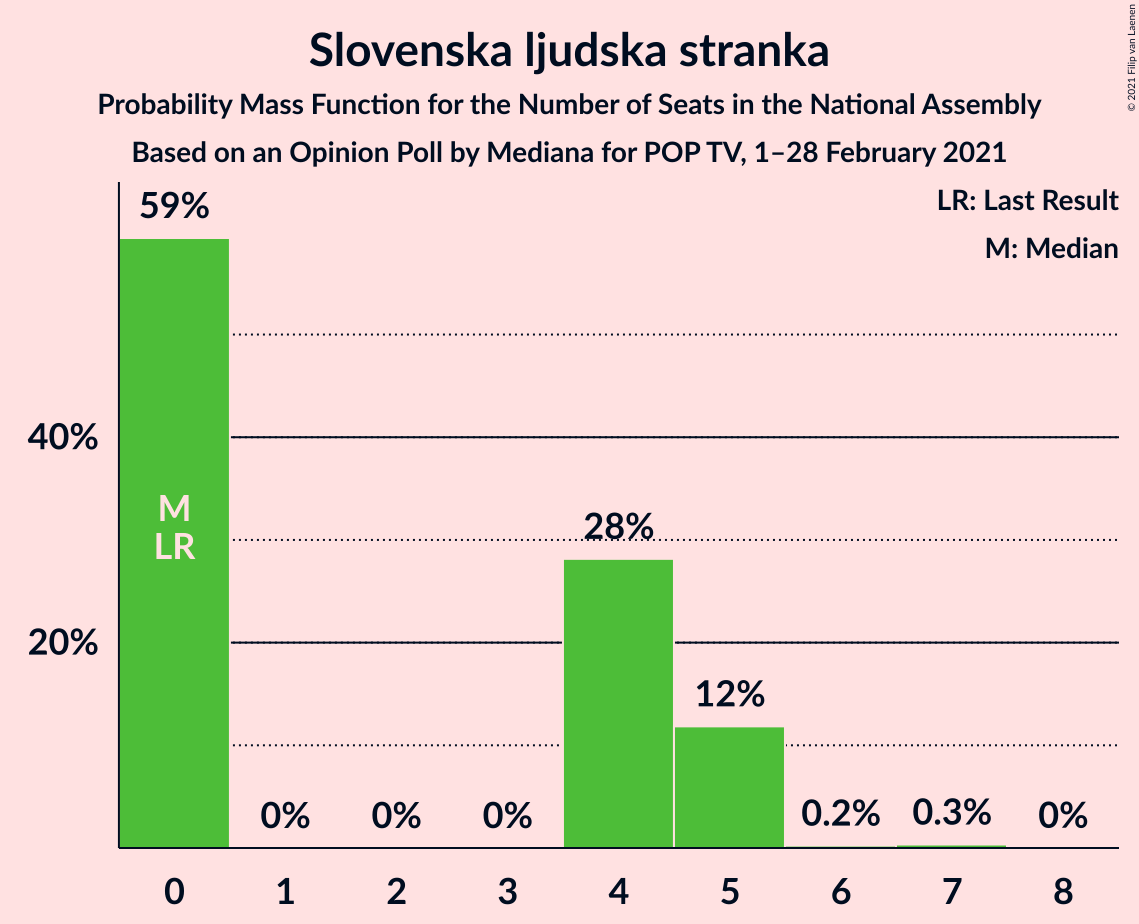 Slovenska ljudska stranka
Probability Mass Function for the Number of Seats in the National Assembly
Based on an Opinion Poll by Mediana for POP TV, 1–28 February 2021
© 2021 Filip van Laenen
LR: Last Result
M: Median
59%
40%
20%
M
LR
0%
0%
0%
28%
12%
0.2%
0.3%
0%
0
1
2
3
4
5
6
7
8